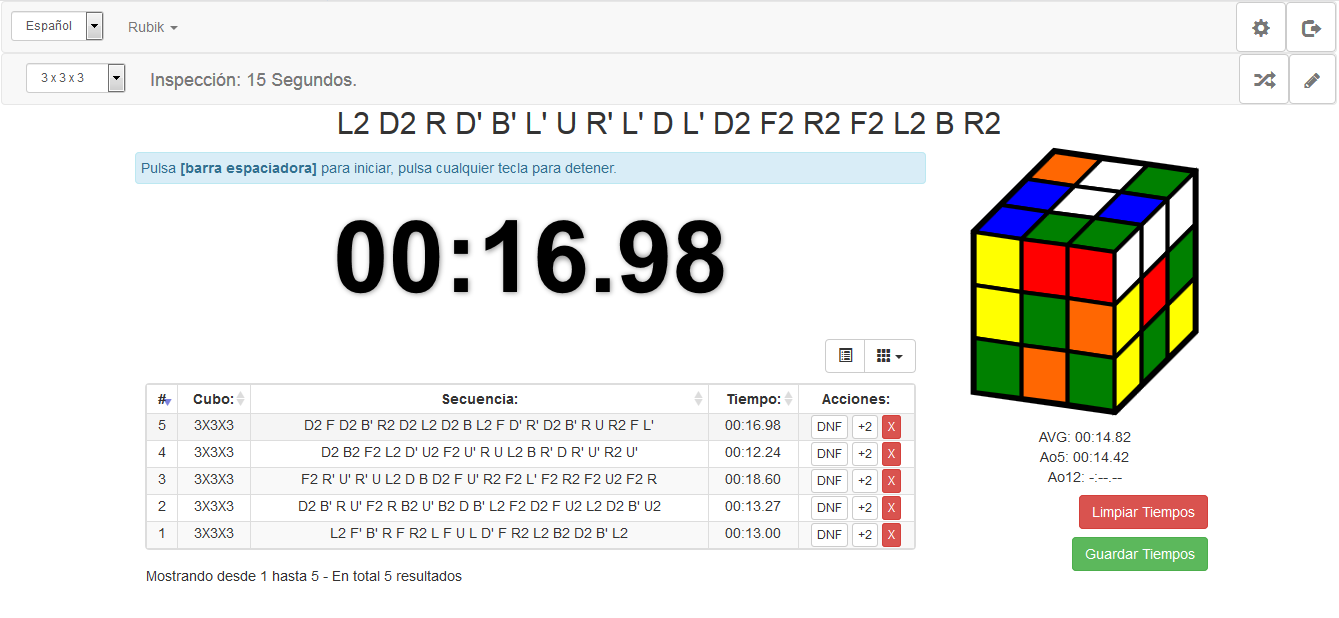 Español Rubik
3 x 3 x 3 Inspección: 15 Segundos.
L2 D2 R D' B' L' U R' L' D L' D2 F2 R2 F2 L2 B R2
Pulsa [barra espaciadora] para iniciar, pulsa cualquier tecla para detener.
00:16.98
# Cubo: Secuencia: Tiempo: Acciones:
5 3X3X3 D2 F D2 B' R2 D2 L2 D2 B L2 F D' R' D2 B' R U R2 F L' 00:16.98 DNF +2 X
4 3X3X3 D2 B2 F2 L2 D' U2 F2 U' R U L2 B R' D R' U' R2 U' 00:12.24 DNF +2 X
3 3X3X3 F2 R' U' R' U L2 D B D2 F U' R2 F2 L' F2 R2 F2 U2 F2 R 00:18.60 DNF +2 X
2 3X3X3 D2 B' R U' F2 R B2 U' B2 D B' L2 F2 D2 F U2 L2 D2 B' U2 00:13.27 DNF +2 X
1 3X3X3 L2 F' B' R F R2 L F U L D' F R2 L2 B2 D2 B' L2 00:13.00 DNF +2 X
Mostrando desde 1 hasta 5 - En total 5 resultados
AVG: 00:14.82
Ao5: 00:14.42
Ao12: -:--.--
Limpiar Tiempos
Guardar Tiempos